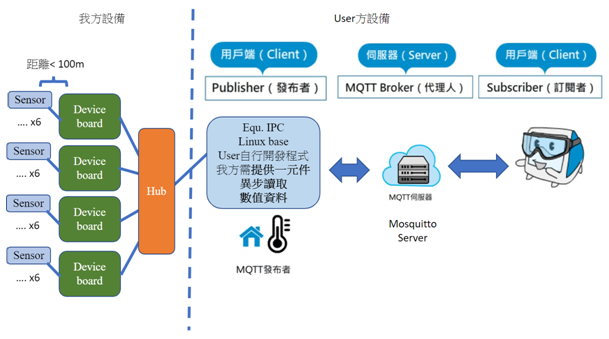 我方設備
User方設備
距離< 100m
用戶端（Client）
伺服器（Server）
用戶端（Client）
Publisher（發布者）
MQTT Broker（代理人）
Subscriber（訂閱者）
Sensor
.... x6
Device
board
Sensor
.... x6
Device
board
Sensor
.... x6
Device
board
Sensor
.... x6
Device
board
Hub
Equ. IPC
Linux base
User自行開發程式
我方需提供一元件
異步讀取
數值資料
MQTT發布者
MQTT伺服器
Mosquitto
Server